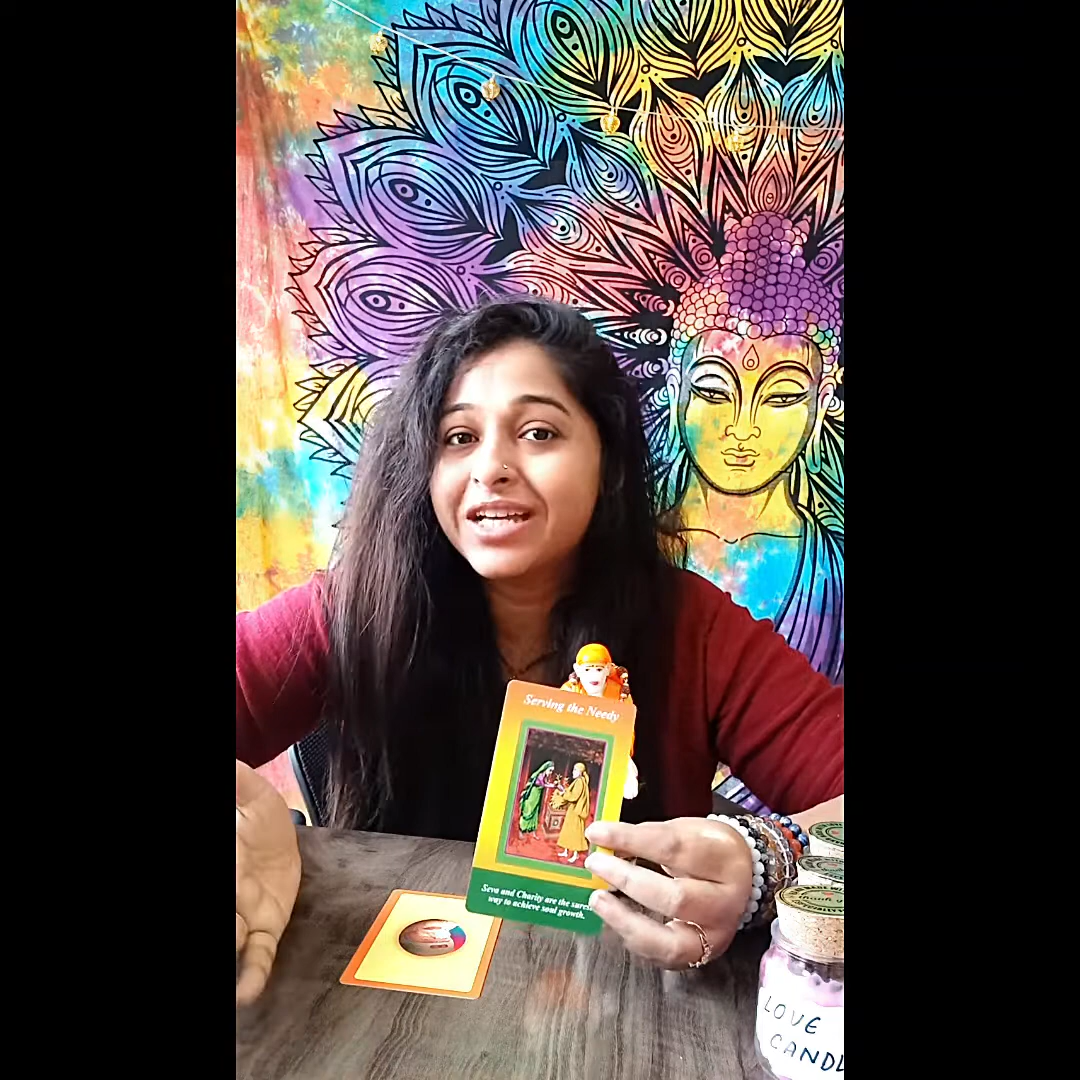 Serving the Needy
Seva and Charity are the surest
way to achieve soul growth.
LOVE
CANDL